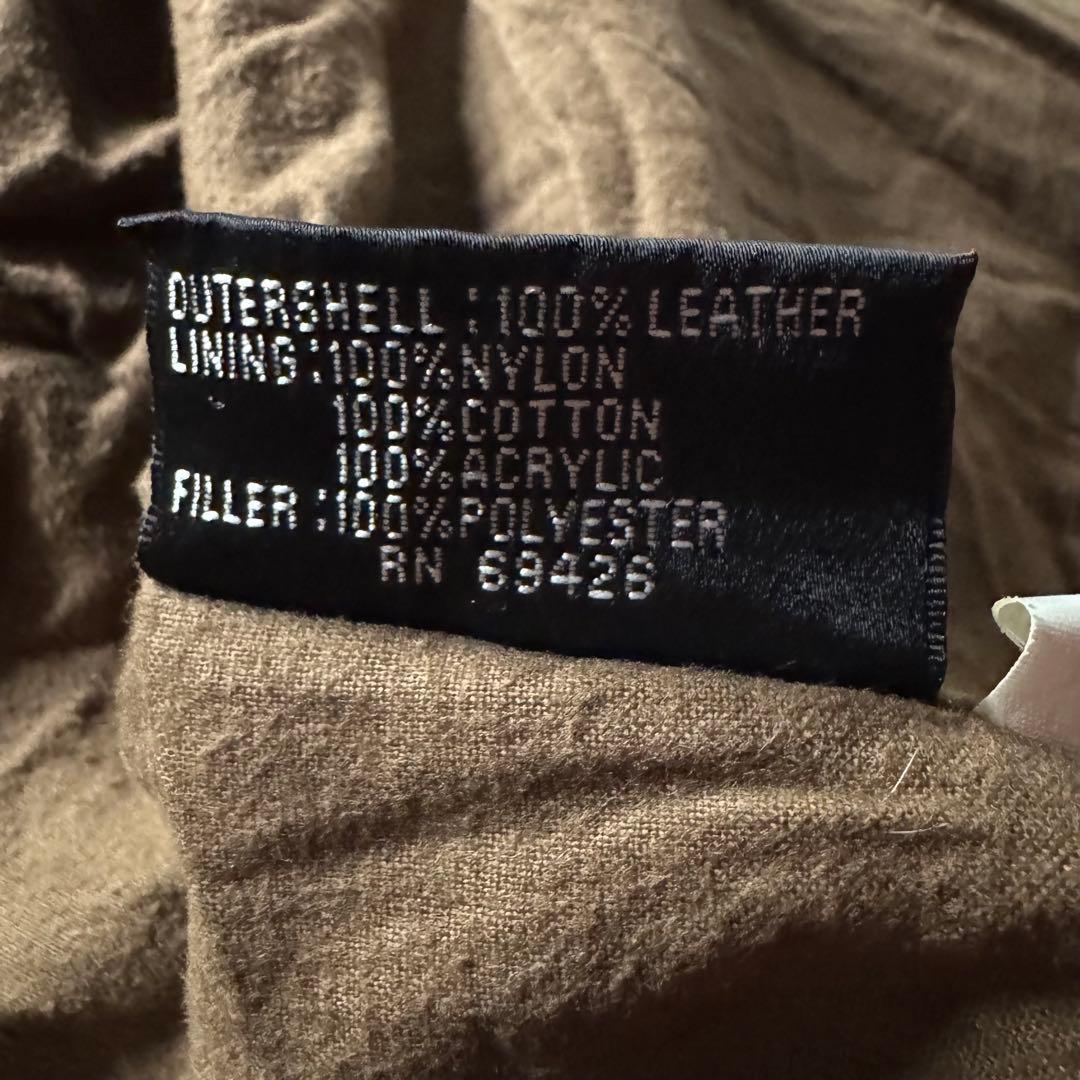 OUTERSHELL : 100% LEATHER
LINING : 100% NYLON
100% COTTON
100% ACRYLIC
FILLER : 100% POLYESTER
RN 69426